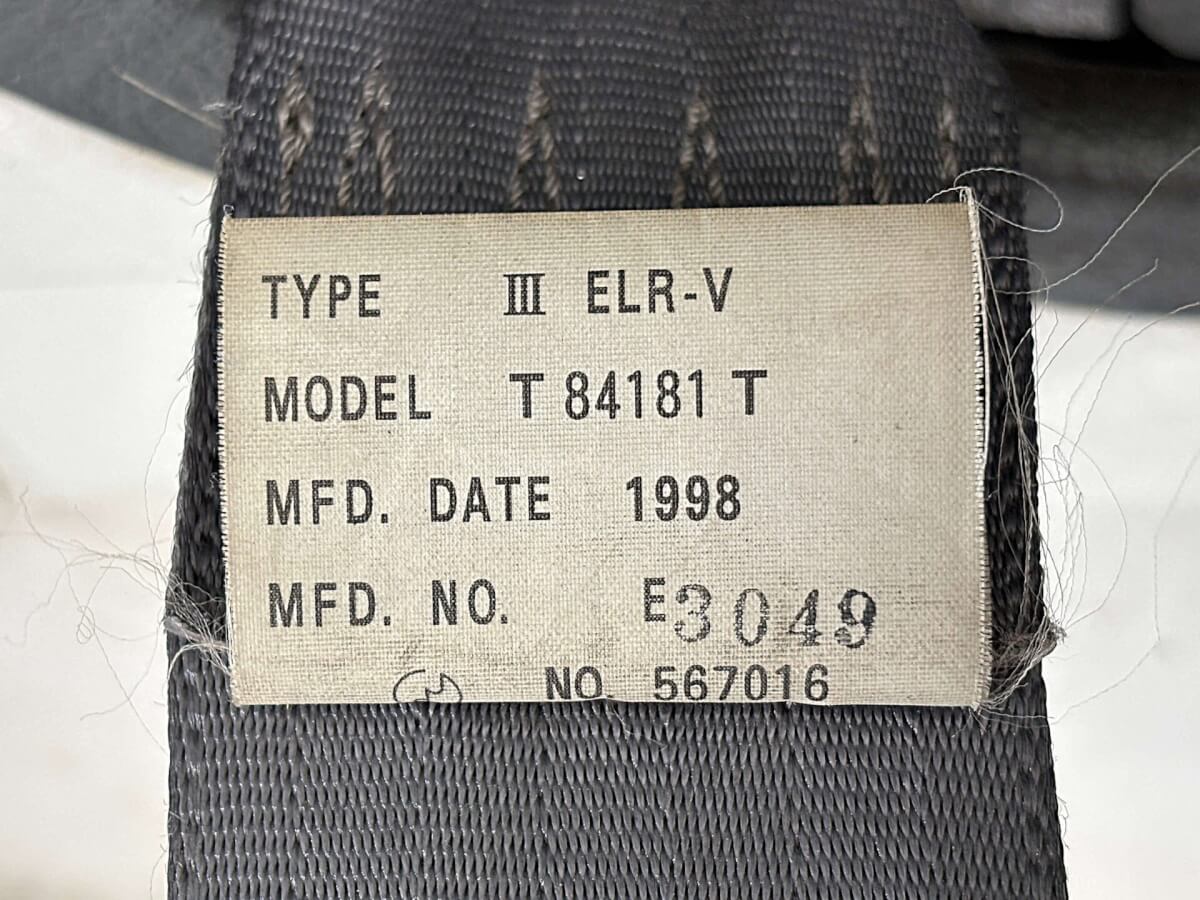 TYPE III ELR-V
MODEL T 84181 T
MFD. DATE 1998
MFD. NO. E3049
NO. 567016